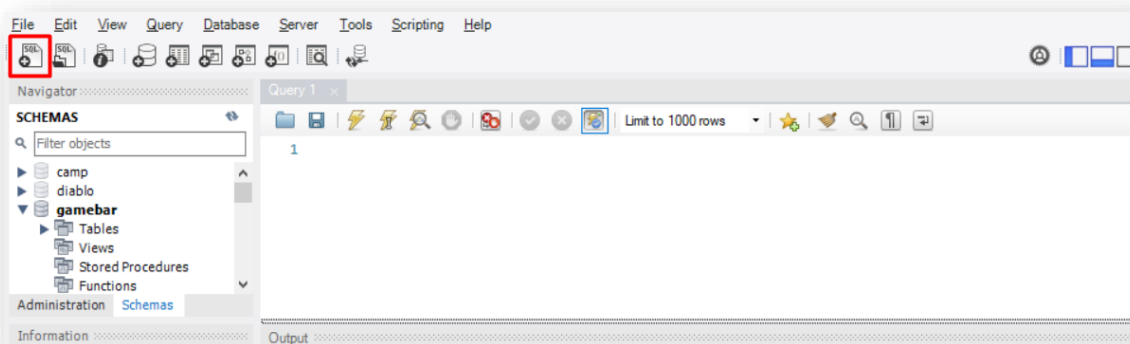 File Edit View Query Database Server Tools Scripting Help
SQL SQL
Navigator
Query 1
SCHEMAS
Limit to 1000 rows
Filter objects
1
camp
diablo
gamebar
Tables
Views
Stored Procedures
Functions
Administration Schemas
Information
Output